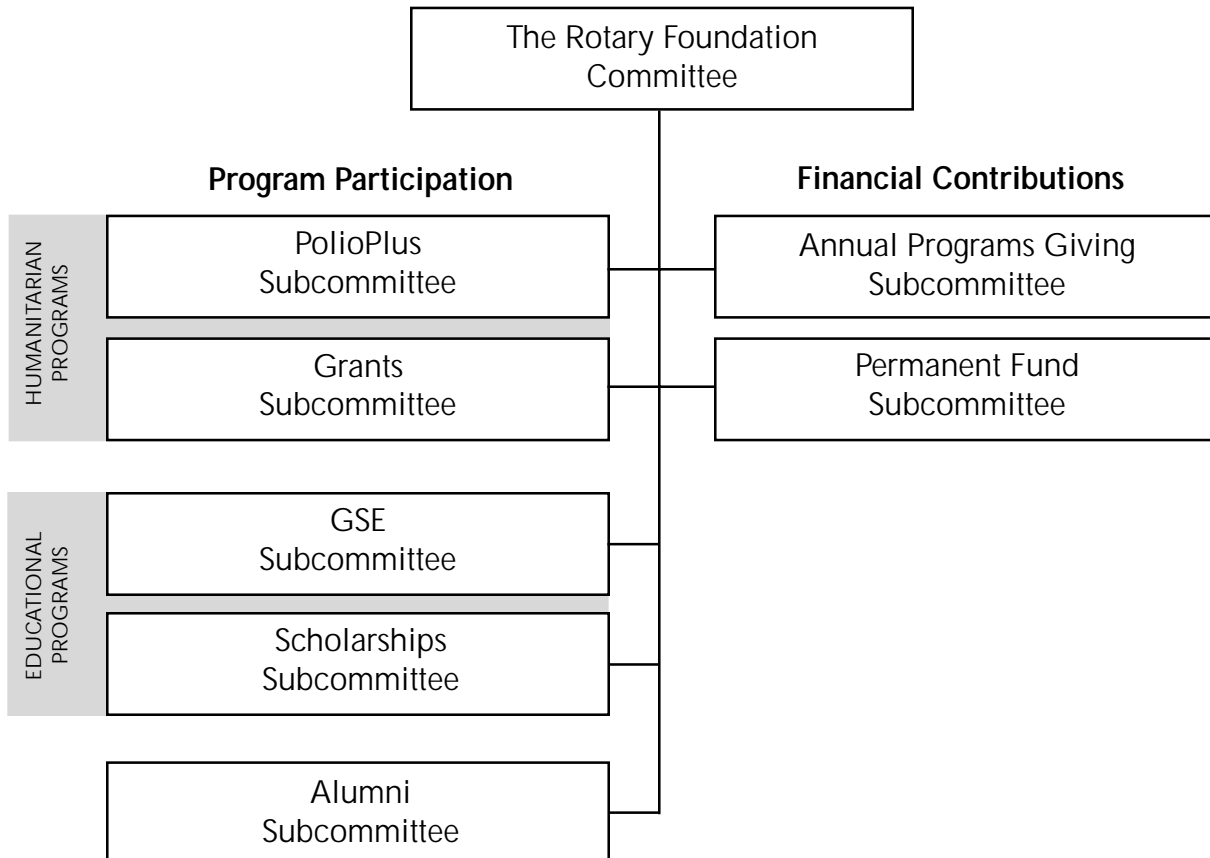 The Rotary Foundation
Committee
Program Participation
HUMANITARIAN
PROGRAMS
PolioPlus
Subcommittee
Grants
Subcommittee
EDUCATIONAL
PROGRAMS
GSE
Subcommittee
Scholarships
Subcommittee
Alumni
Subcommittee
Financial Contributions
Annual Programs Giving
Subcommittee
Permanent Fund
Subcommittee